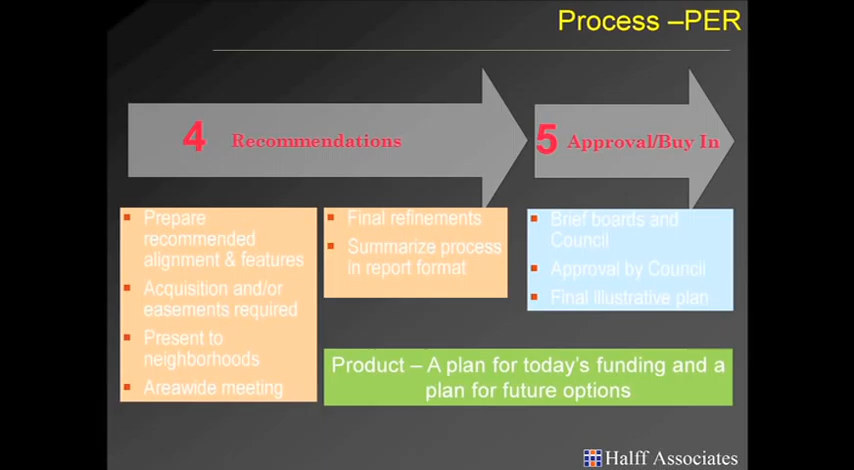 Process –PER
4 Recommendations
5 Approval/Buy In
Prepare
recommended
alignment & features
Acquisition and/or
easements required
Present to
neighborhoods
Areawide meeting
Final refinements
Summarize process
in report format
Brief boards and
Council
Approval by Council
Final illustrative plan
Product – A plan for today's funding and a
plan for future options
Halff Associates